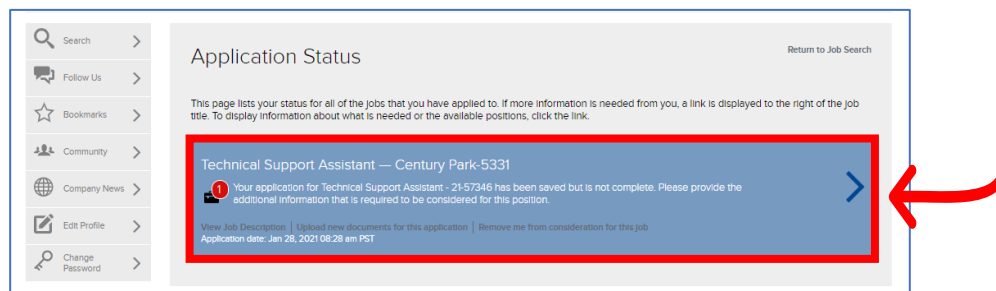 Search
Follow Us
Bookmarks
Community
Company News
Edit Profile
Change
Password
Application Status
Return to Job Search
This page lists your status for all of the jobs that you have applied to. If more information is needed from you, a link is displayed to the right of the job
title. To display information about what is needed or the available positions, click the link.
Technical Support Assistant — Century Park-5331
1
Your application for Technical Support Assistant - 21-57346 has been saved but is not complete. Please provide the
additional information that is required to be considered for this position.
View Job Description | Upload new documents for this application | Remove me from consideration for this job
Application date: Jan 28, 2021 08:28 am PST